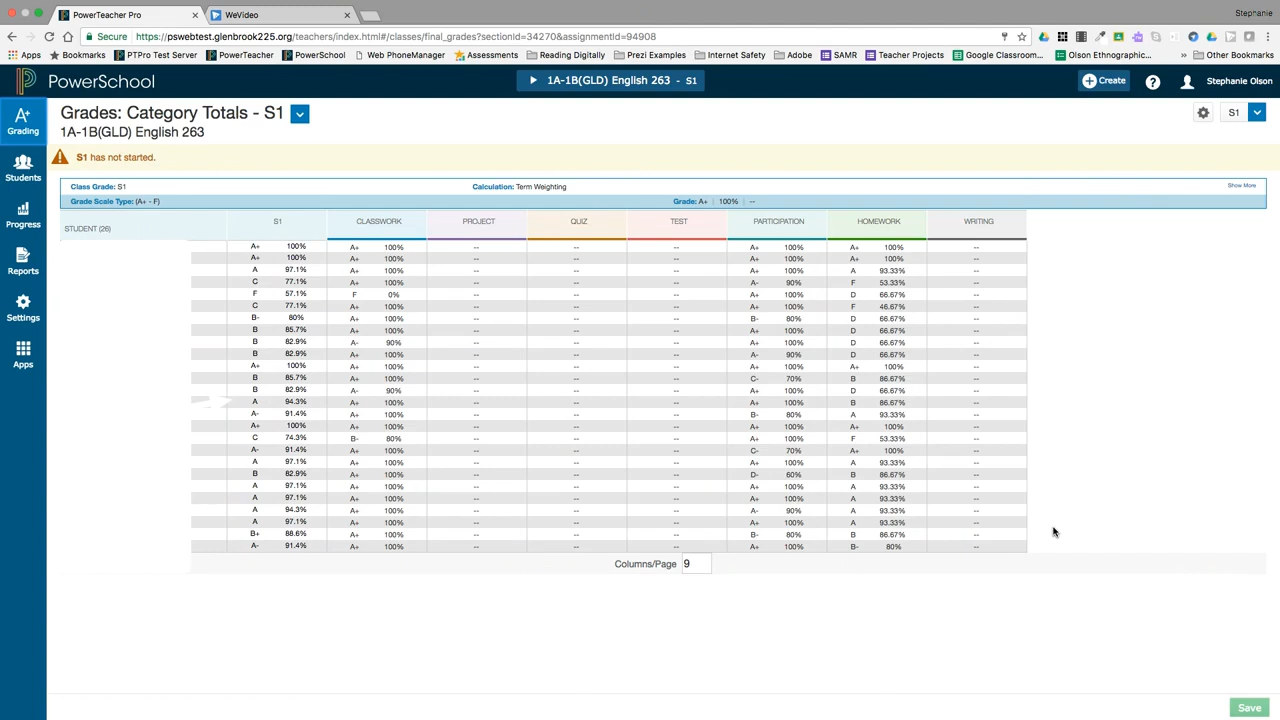 PowerTeacher Pro
WeVideo
Stephanie
Secure
https://pswebtest.glenbrook225.org/teachers/index.html#/classes/final_grades?sectionId=34270&assignmentId=94908
Apps
Bookmarks
PTPro Test Server
PowerTeacher
PowerSchool
Web PhoneManager
Assessments
Reading Digitally
Prezi Examples
Internet Safety
Adobe
SAMR
Teacher Projects
Google Classroom...
Olson Ethnographic...
»
Other Bookmarks
PowerSchool
1A-1B(GLD) English 263 - S1
Create
?
Stephanie Olson
A+
Grading
Students
Progress
Reports
Settings
Apps
Grades: Category Totals - S1
S1
1A-1B(GLD) English 263
S1 has not started.
Class Grade: S1
Calculation: Term Weighting
Show More
Grade Scale Type: (A+ - F)
Grade: A+ | 100% | --
STUDENT (26)
S1 CLASSWORK PROJECT QUIZ TEST PARTICIPATION HOMEWORK WRITING
A+ 100% A+ 100% -- -- -- A+ 100% A+ 100% --
A+ 100% A+ 100% -- -- -- A+ 100% A+ 100% --
A 97.1% A+ 100% -- -- -- A+ 100% A 93.33% --
C 77.1% A+ 100% -- -- -- A- 90% F 53.33% --
F 57.1% F 0% -- -- -- A+ 100% D 66.67% --
C 77.1% A+ 100% -- -- -- A+ 100% F 46.67% --
B- 80% A+ 100% -- -- -- B- 80% D 66.67% --
B 85.7% A+ 100% -- -- -- A+ 100% D 66.67% --
B 82.9% A- 90% -- -- -- A+ 100% D 66.67% --
B 82.9% A+ 100% -- -- -- A- 90% D 66.67% --
A+ 100% A+ 100% -- -- -- A+ 100% A+ 100% --
B 85.7% A+ 100% -- -- -- C- 70% B 86.67% --
B 82.9% A- 90% -- -- -- A+ 100% D 66.67% --
A 94.3% A+ 100% -- -- -- A+ 100% B 86.67% --
A- 91.4% A+ 100% -- -- -- B- 80% A 93.33% --
A+ 100% A+ 100% -- -- -- A+ 100% A+ 100% --
C 74.3% B- 80% -- -- -- A+ 100% F 53.33% --
A- 91.4% A+ 100% -- -- -- C- 70% A+ 100% --
A 97.1% A+ 100% -- -- -- A+ 100% A 93.33% --
B 82.9% A+ 100% -- -- -- D- 60% B 86.67% --
A 97.1% A+ 100% -- -- -- A+ 100% A 93.33% --
A 97.1% A+ 100% -- -- -- A+ 100% A 93.33% --
A 94.3% A+ 100% -- -- -- A- 90% A 93.33% --
A 97.1% A+ 100% -- -- -- A+ 100% A 93.33% --
B+ 88.6% A+ 100% -- -- -- B- 80% B 86.67% --
A- 91.4% A+ 100% -- -- -- A+ 100% B- 80% --
Columns/Page 9
Save